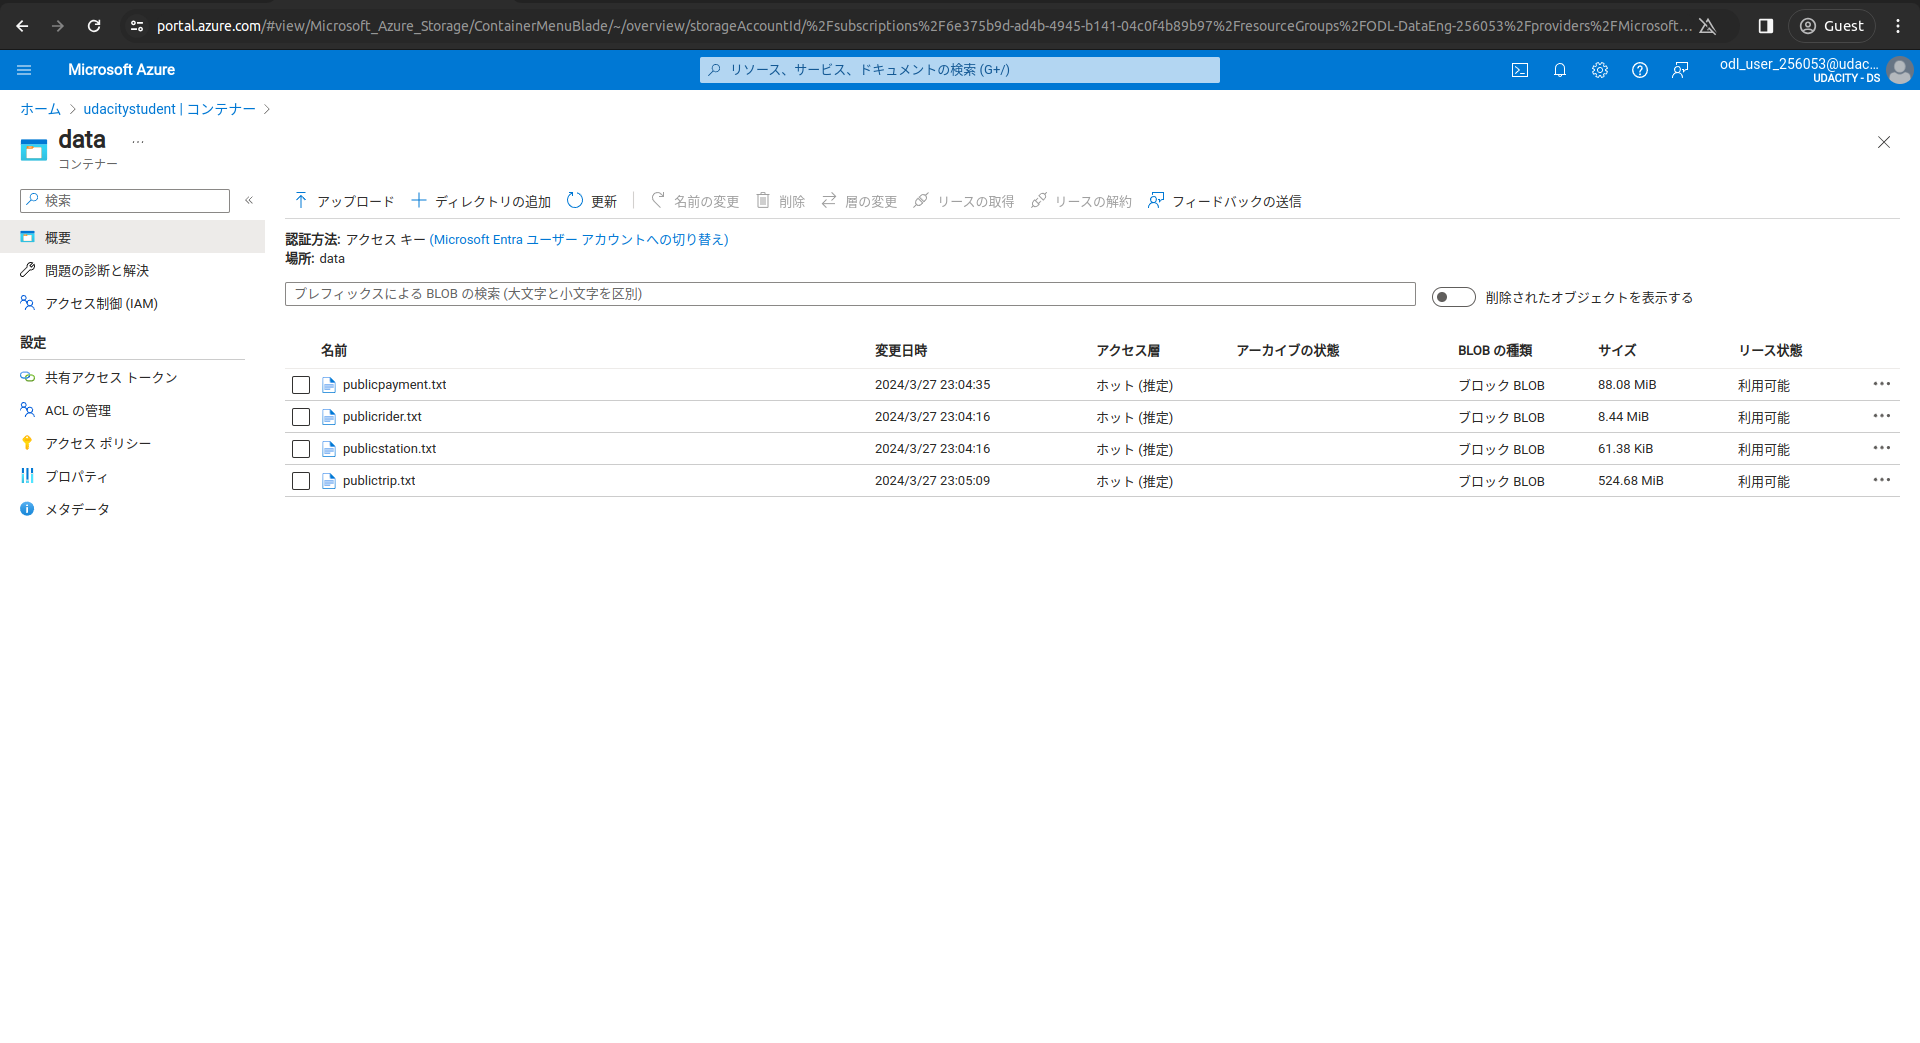 portal.azure.com/#view/Microsoft_Azure_Storage/ContainerMenuBlade/~/overview/storageAccountId/%2Fsubscriptions%2F6e375b9d-ad4b-4945-b141-04c0f4b89b97%2FresourceGroups%2FODL-DataEng-256053%2Fproviders%2FMicrosoft... Guest
Microsoft Azure リソース、サービス、ドキュメントの検索 (G+/) odl_user_256053@udac...
UDACITY - DS
ホーム > udacitystudent | コンテナー >
data ...
コンテナー
検索 «
アップロード + ディレクトリの追加 更新 | 名前の変更 削除 層の変更 リースの取得 リースの解約 フィードバックの送信
概要
問題の診断と解決
アクセス制御 (IAM)
設定
共有アクセス トークン
ACL の管理
アクセス ポリシー
プロパティ
メタデータ
認証方法: アクセス キー (Microsoft Entra ユーザー アカウントへの切り替え)
場所: data
プレフィックスによる BLOB の検索 (大文字と小文字を区別) 削除されたオブジェクトを表示する
名前 変更日時 アクセス層 アーカイブの状態 BLOB の種類 サイズ リース状態
publicpayment.txt 2024/3/27 23:04:35 ホット (推定) ブロック BLOB 88.08 MiB 利用可能 ...
publicrider.txt 2024/3/27 23:04:16 ホット (推定) ブロック BLOB 8.44 MiB 利用可能 ...
publicstation.txt 2024/3/27 23:04:16 ホット (推定) ブロック BLOB 61.38 KiB 利用可能 ...
publictrip.txt 2024/3/27 23:05:09 ホット (推定) ブロック BLOB 524.68 MiB 利用可能 ...